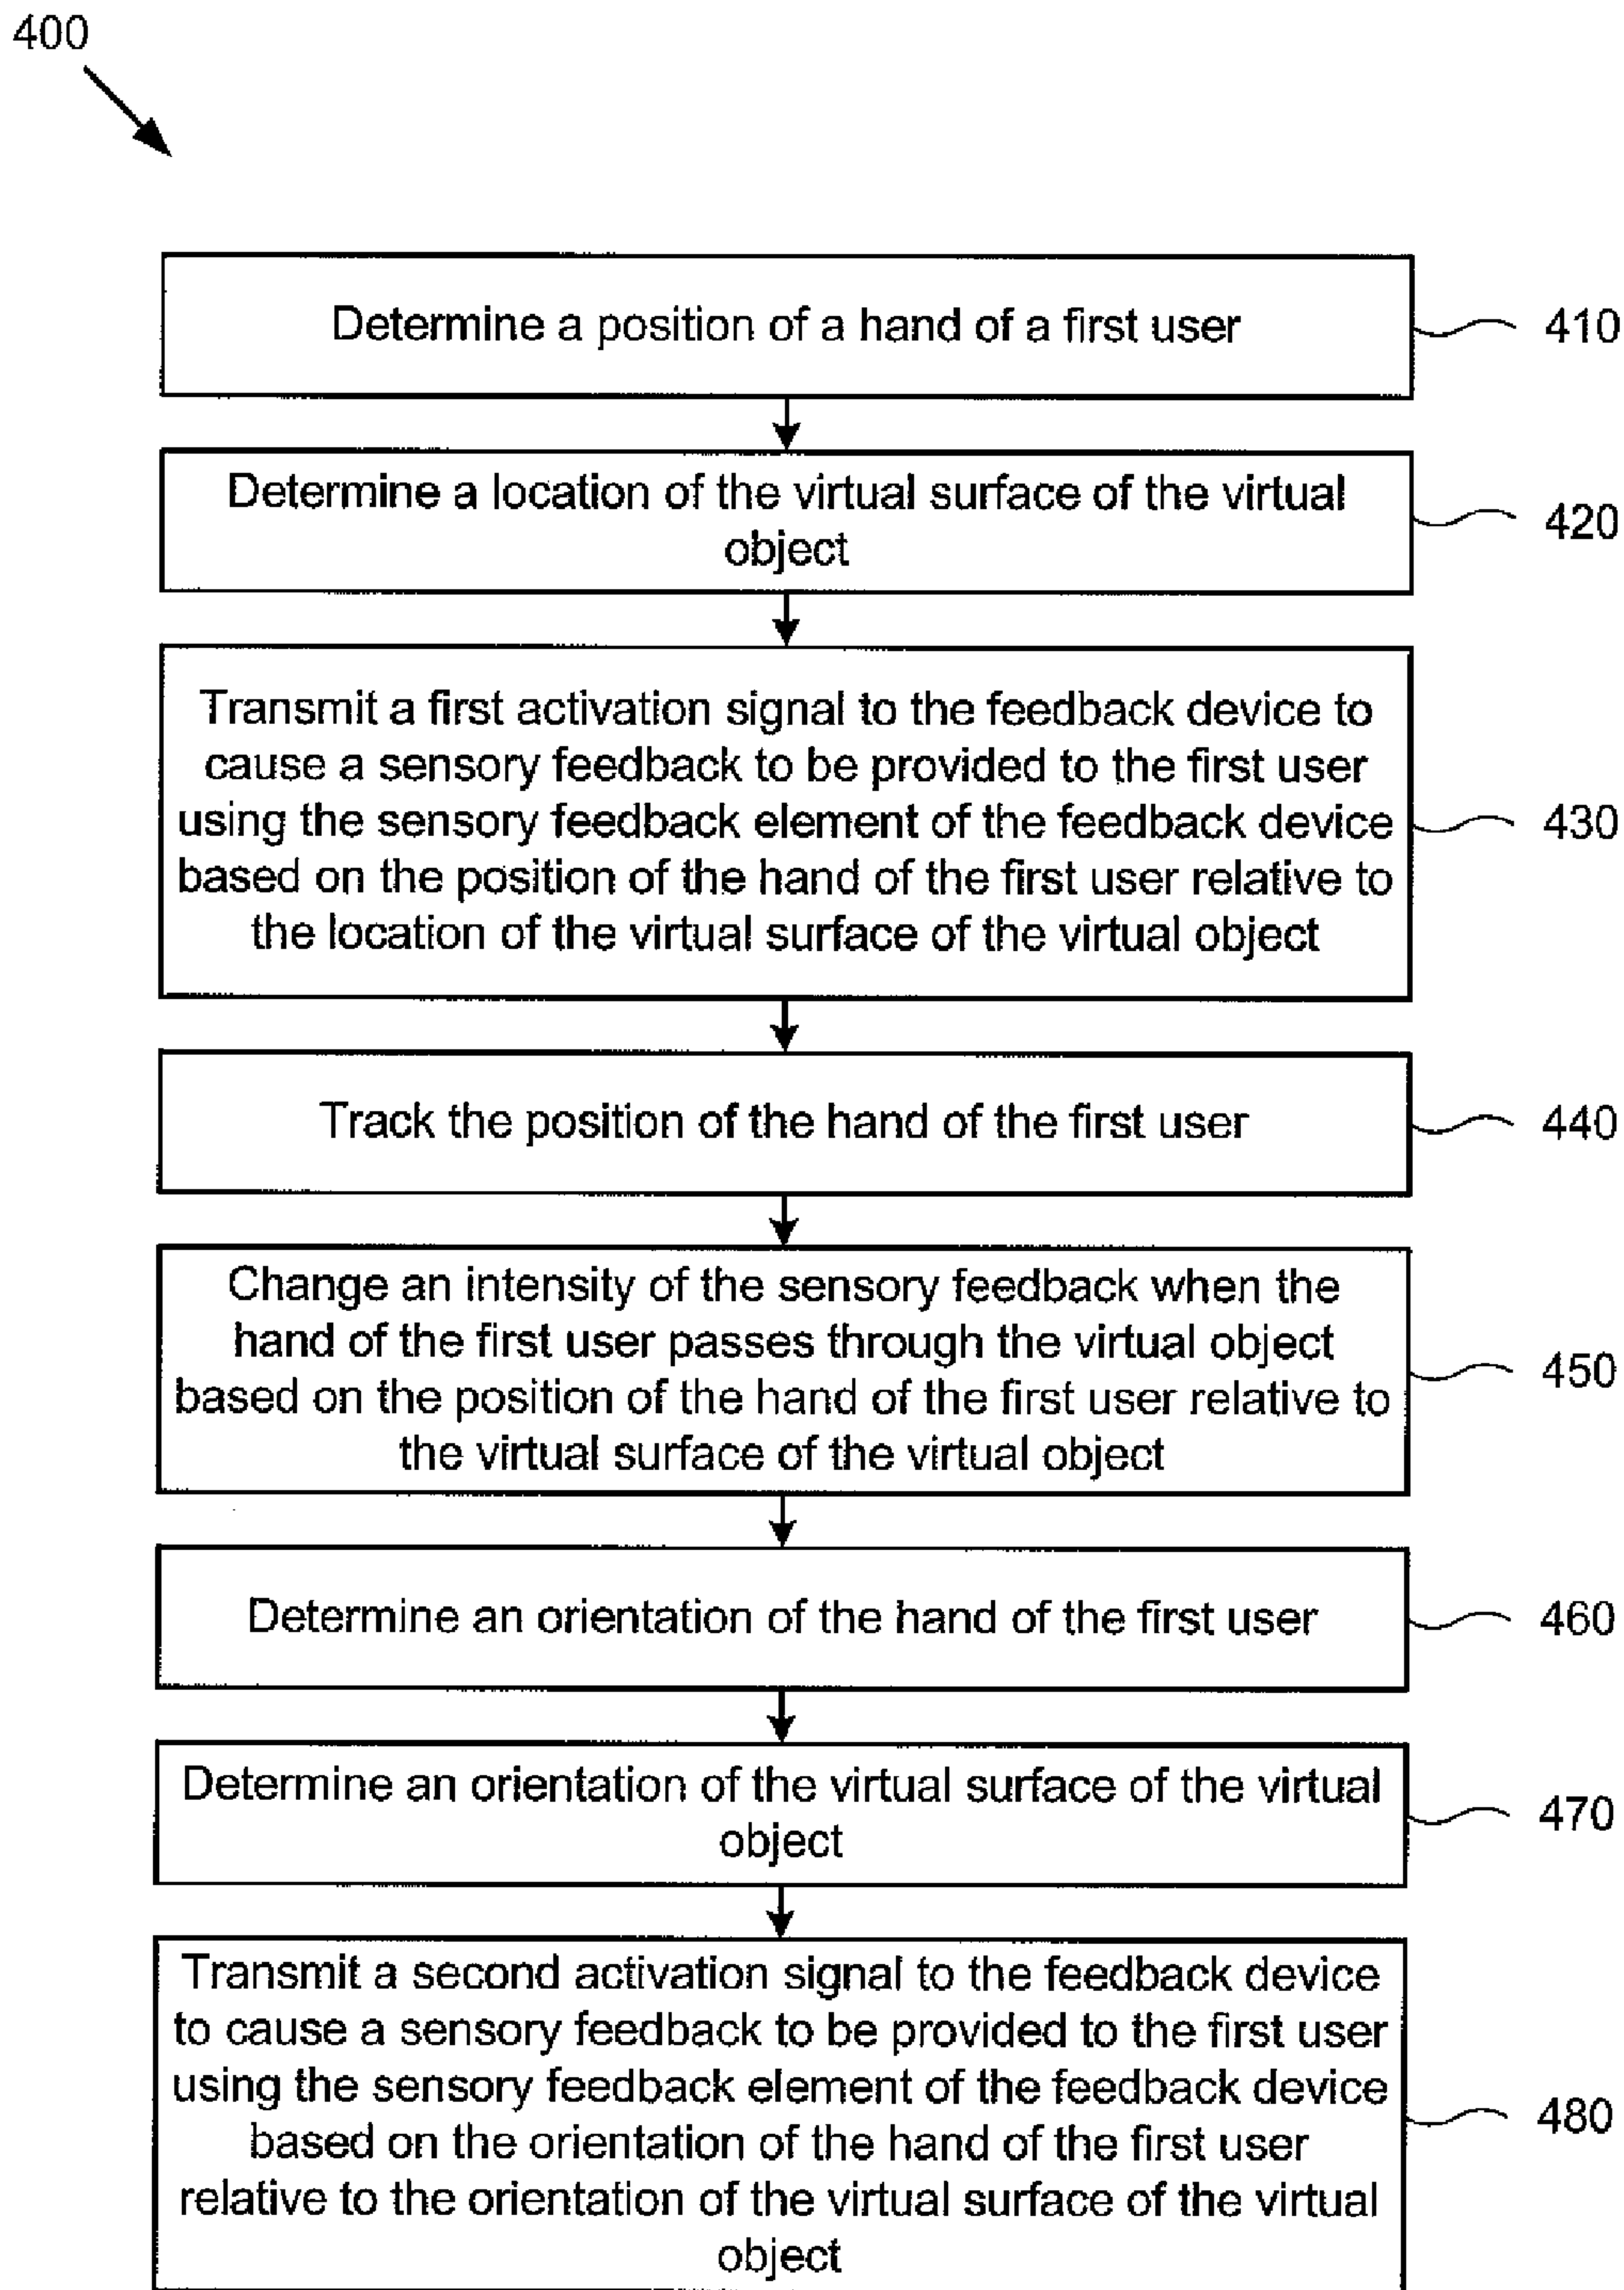 400
Determine a position of a hand of a first user
410
Determine a location of the virtual surface of the virtual
object
420
Transmit a first activation signal to the feedback device to
cause a sensory feedback to be provided to the first user
using the sensory feedback element of the feedback device
based on the position of the hand of the first user relative to
the location of the virtual surface of the virtual object
430
Track the position of the hand of the first user
440
Change an intensity of the sensory feedback when the
hand of the first user passes through the virtual object
based on the position of the hand of the first user relative to
the virtual surface of the virtual object
450
Determine an orientation of the hand of the first user
460
Determine an orientation of the virtual surface of the virtual
object
470
Transmit a second activation signal to the feedback device
to cause a sensory feedback to be provided to the first user
using the sensory feedback element of the feedback device
based on the orientation of the hand of the first user
relative to the orientation of the virtual surface of the virtual
object
480